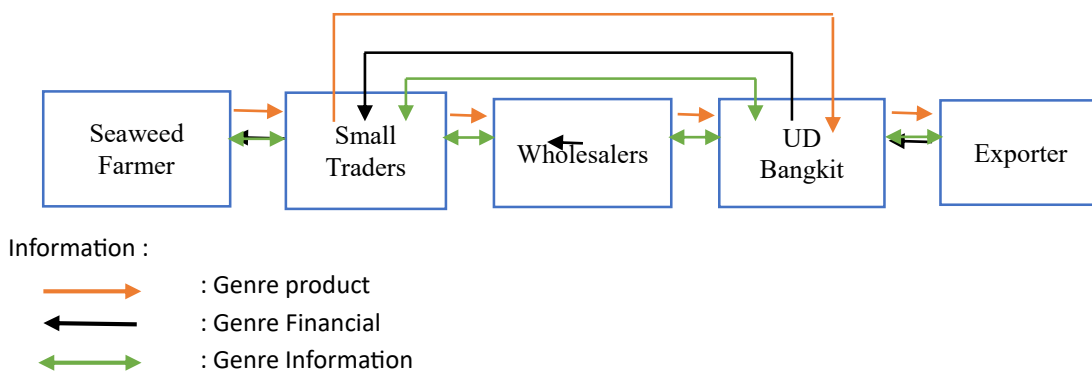 Seaweed
Farmer
Small
Traders
Wholesalers
UD
Bangkit
Exporter
Information :
: Genre product
: Genre Financial
: Genre Information